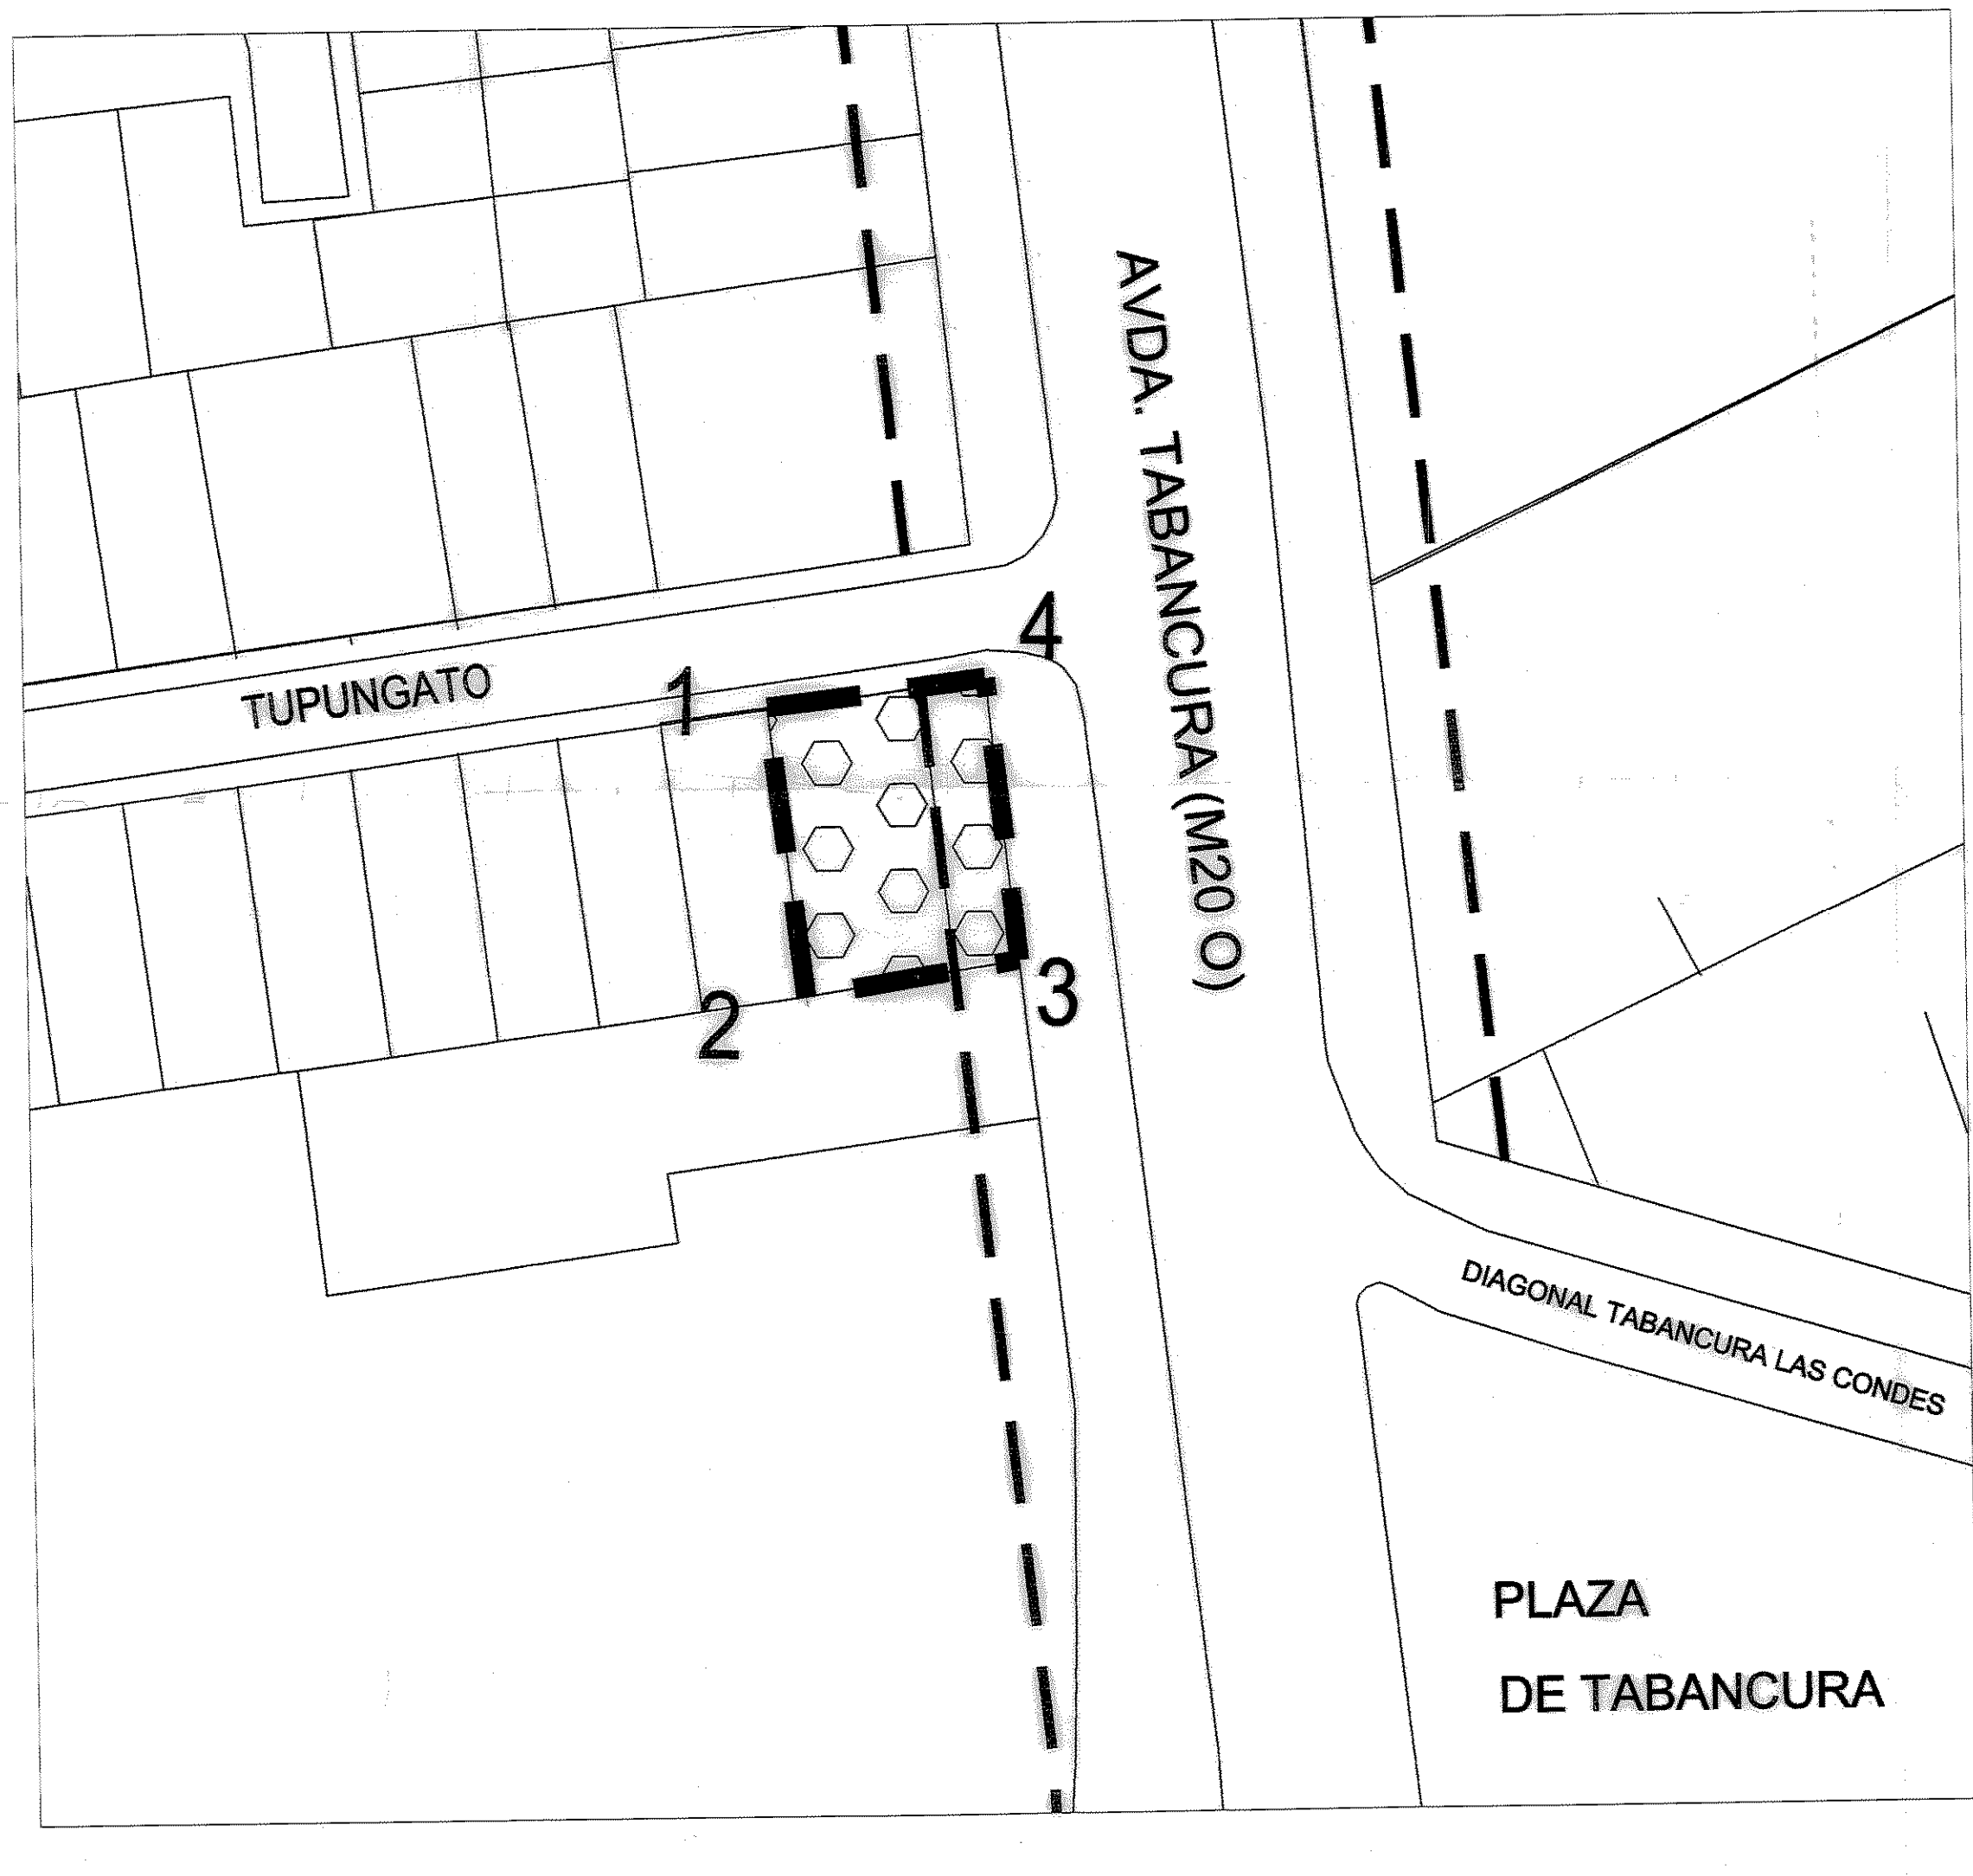 AVDA. TABANCURA (M20 O)
TUPUNGATO
1
4
2
3
DIAGONAL TABANCURA LAS CONDES
PLAZA
DE TABANCURA